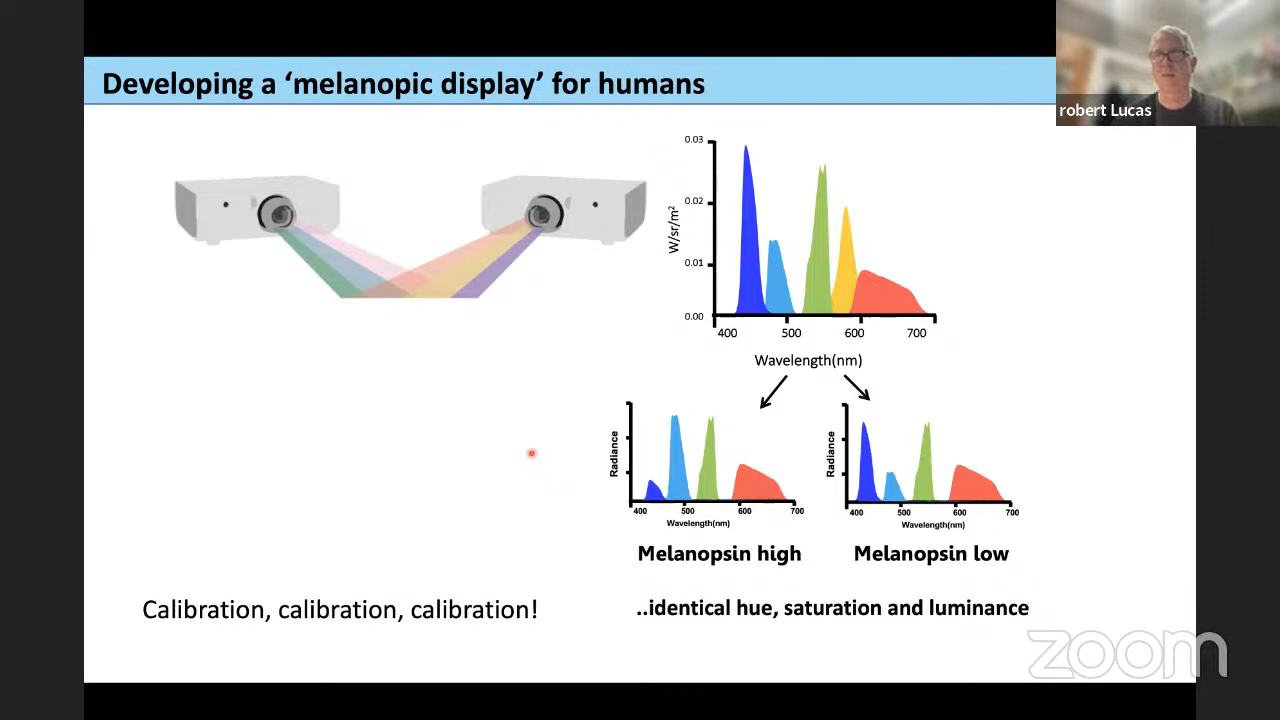 Developing a ‘melanopic display’ for humans
robert Lucas
0.03
0.02
0.01
0.00
W/sr/m²
400 500 600 700
Wavelength(nm)
Radiance
400 500 600 700
Wavelength(nm)
Melanopsin high
Radiance
400 500 600 700
Wavelength(nm)
Melanopsin low
Calibration, calibration, calibration!
..identical hue, saturation and luminance
zoom